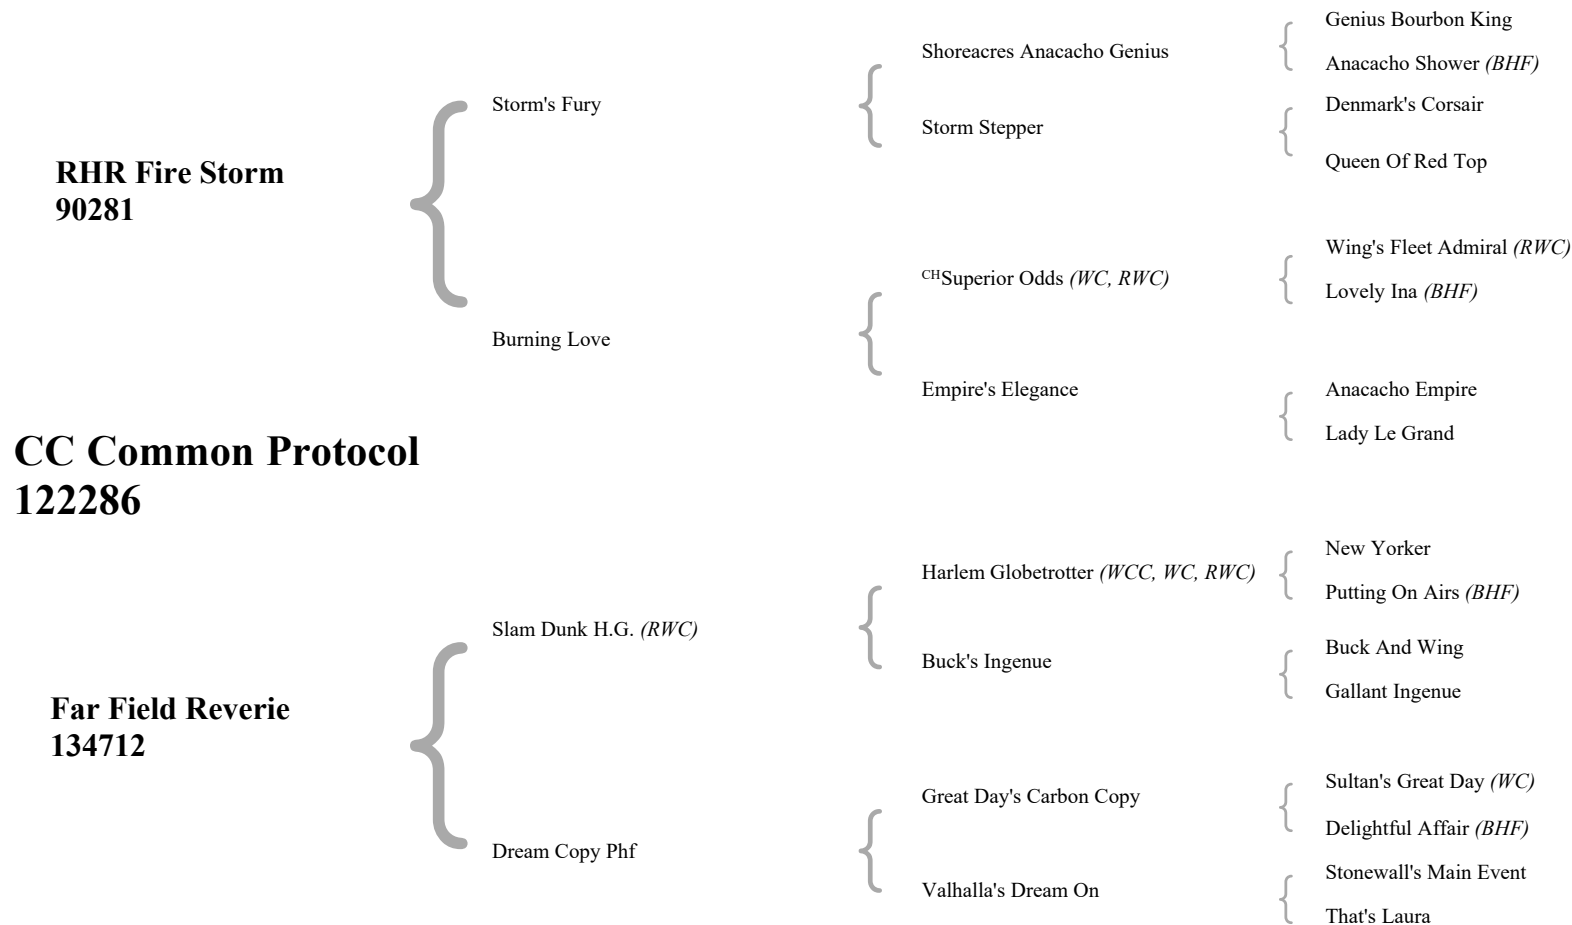 Genius Bourbon King
Shoreacres Anacacho Genius
Anacacho Shower (BHF)
Storm's Fury
Denmark's Corsair
Storm Stepper
Queen Of Red Top
RHR Fire Storm
90281
Wing's Fleet Admiral (RWC)
CHSuperior Odds (WC, RWC)
Lovely Ina (BHF)
Burning Love
Empire's Elegance
Anacacho Empire
Lady Le Grand
CC Common Protocol
122286
New Yorker
Harlem Globetrotter (WCC, WC, RWC)
Putting On Airs (BHF)
Slam Dunk H.G. (RWC)
Buck And Wing
Buck's Ingenue
Gallant Ingenue
Far Field Reverie
134712
Sultan's Great Day (WC)
Great Day's Carbon Copy
Delightful Affair (BHF)
Dream Copy Phf
Stonewall's Main Event
Valhalla's Dream On
That's Laura